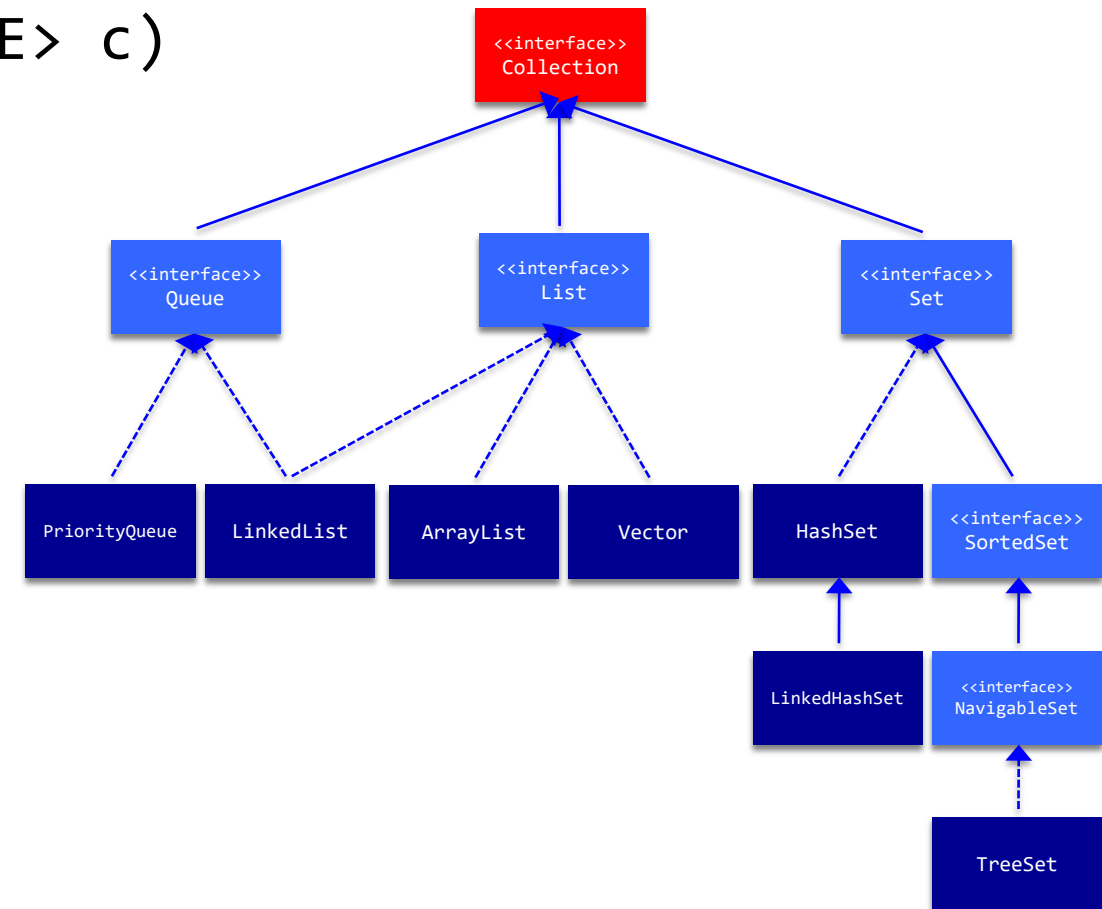 E> c)
<<interface>>
Collection
<<interface>>
Queue
<<interface>>
List
<<interface>>
Set
PriorityQueue
LinkedList
ArrayList
Vector
HashSet
<<interface>>
SortedSet
LinkedHashSet
<<interface>>
NavigableSet
TreeSet